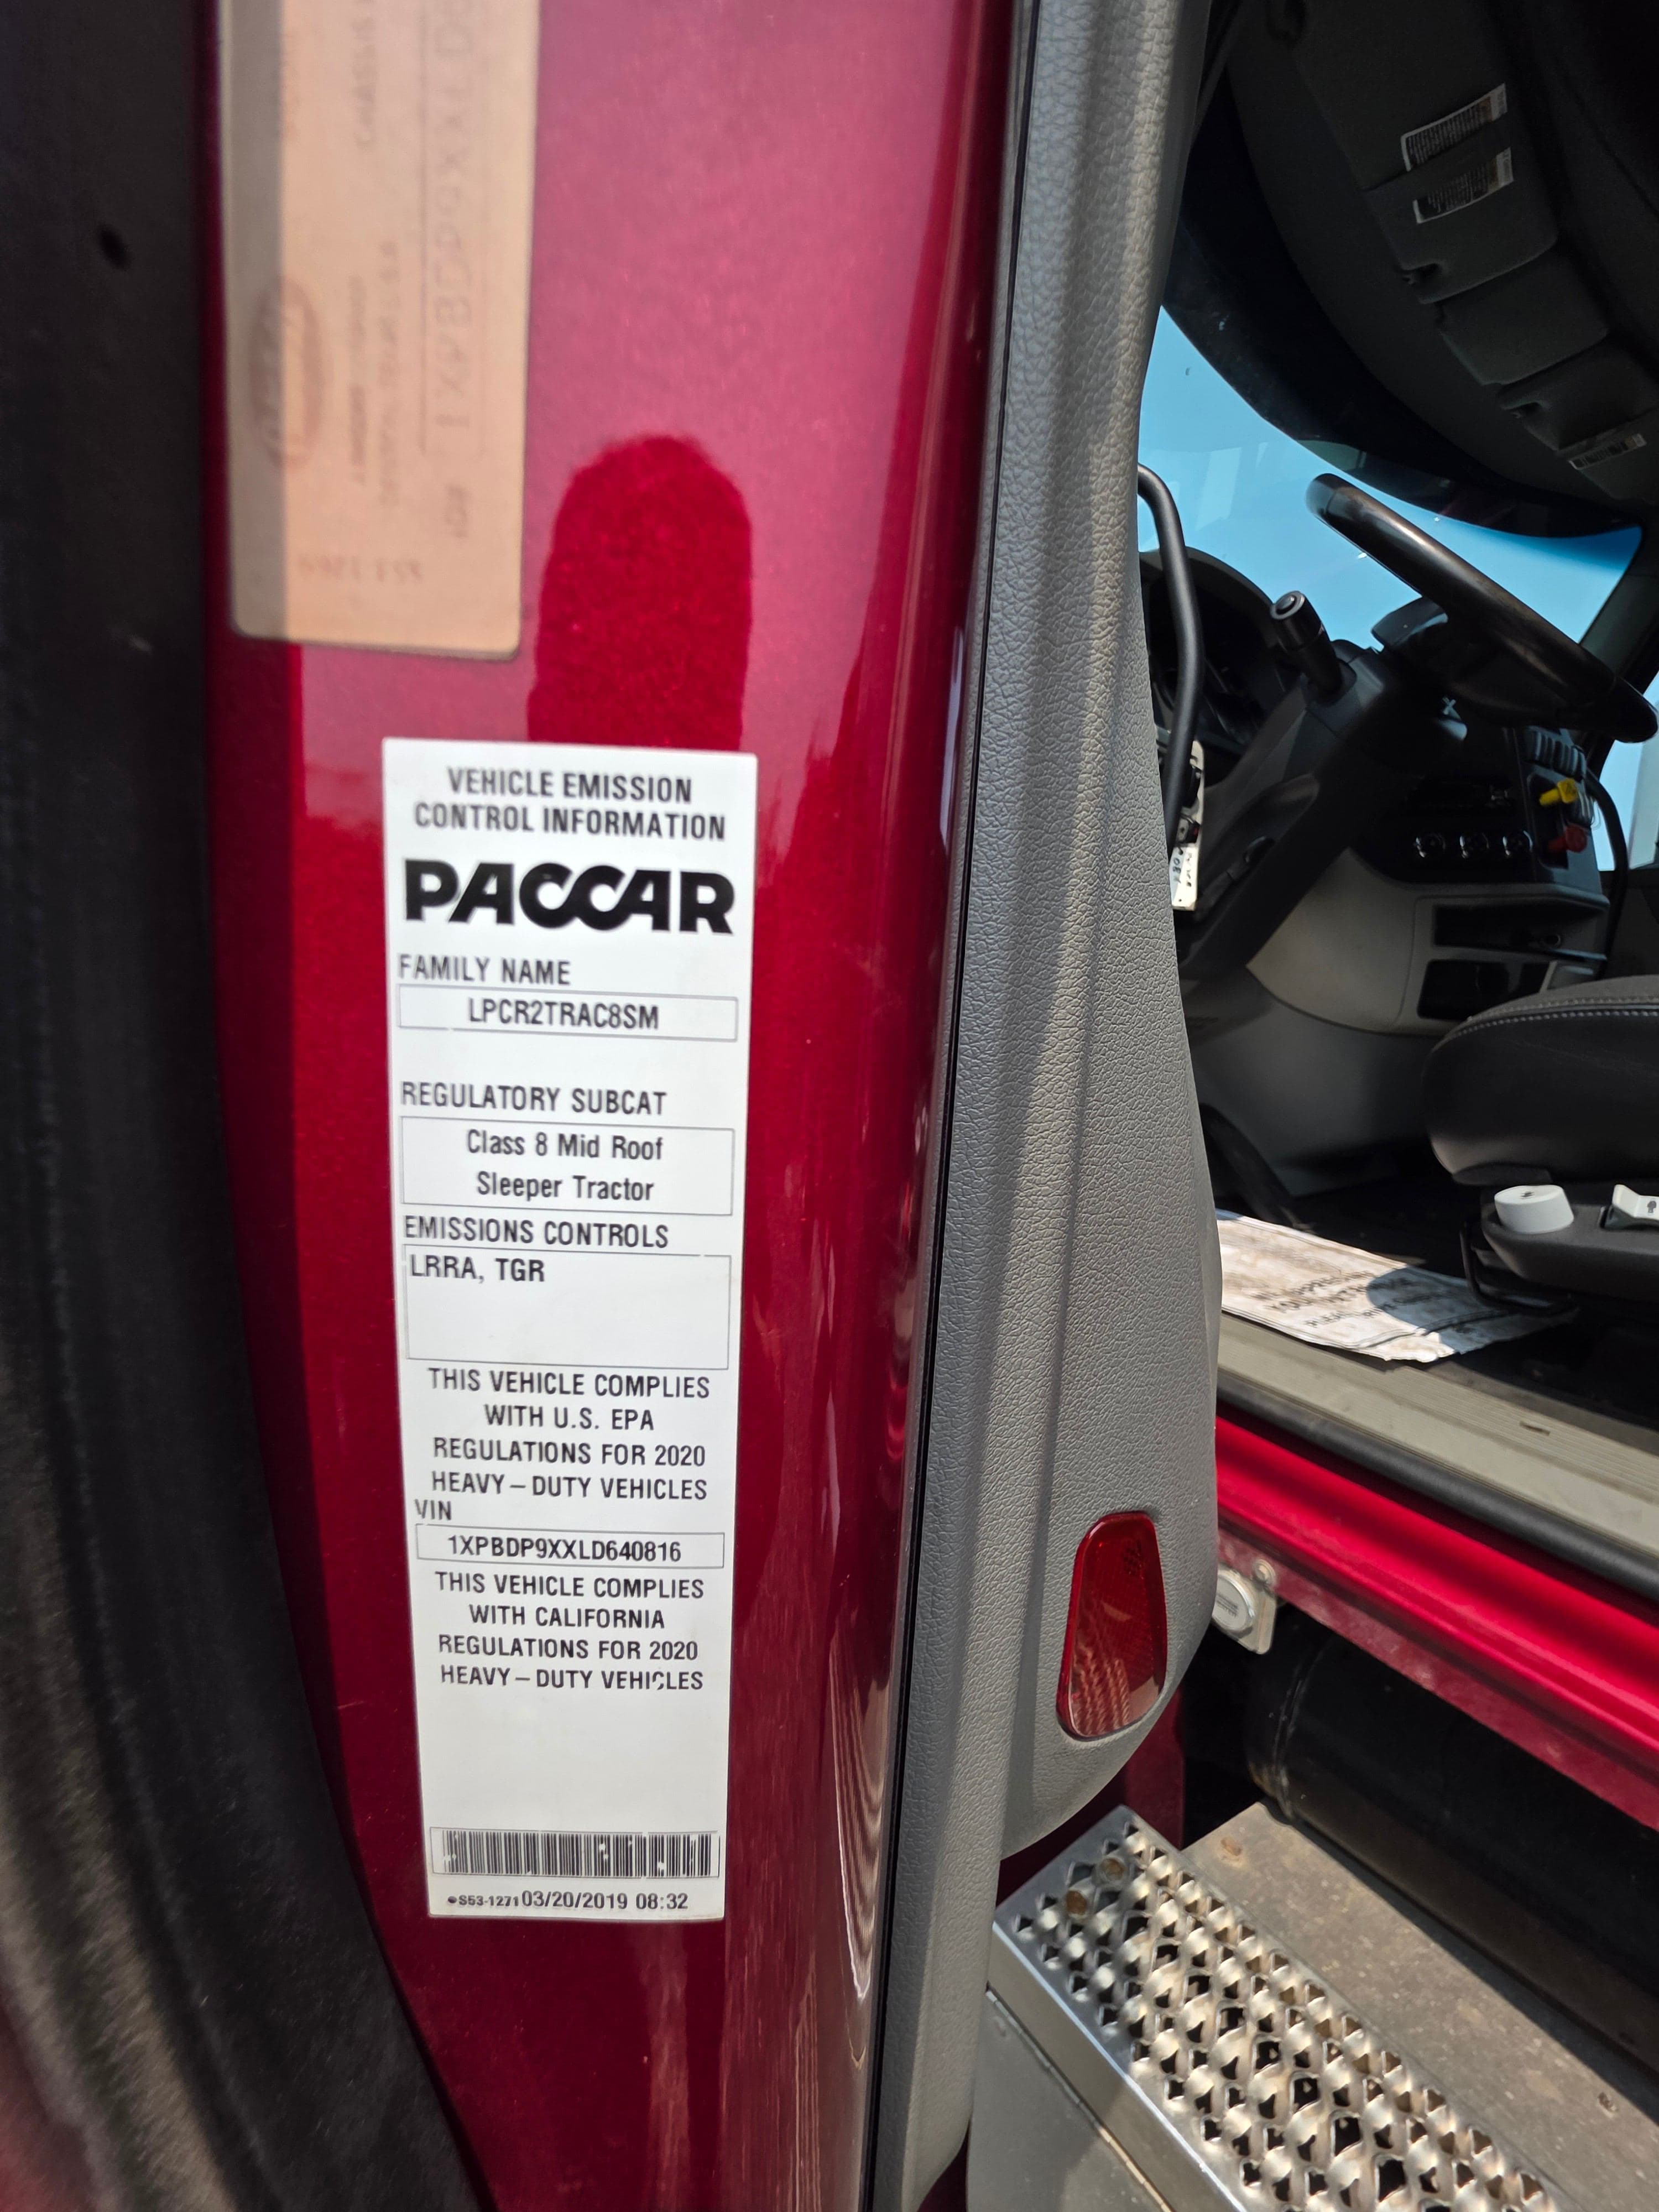 VEHICLE EMISSION
CONTROL INFORMATION
PACCAR
FAMILY NAME
LPCR2TRAC8SM
REGULATORY SUBCAT
Class 8 Mid Roof
Sleeper Tractor
EMISSIONS CONTROLS
LRRA, TGR
THIS VEHICLE COMPLIES
WITH U.S. EPA
REGULATIONS FOR 2020
HEAVY-DUTY VEHICLES
VIN
1XPBDP9XXLD640816
THIS VEHICLE COMPLIES
WITH CALIFORNIA
REGULATIONS FOR 2020
HEAVY-DUTY VEHICLES
S53-1271 03/20/2019 08:32
CHASSIS